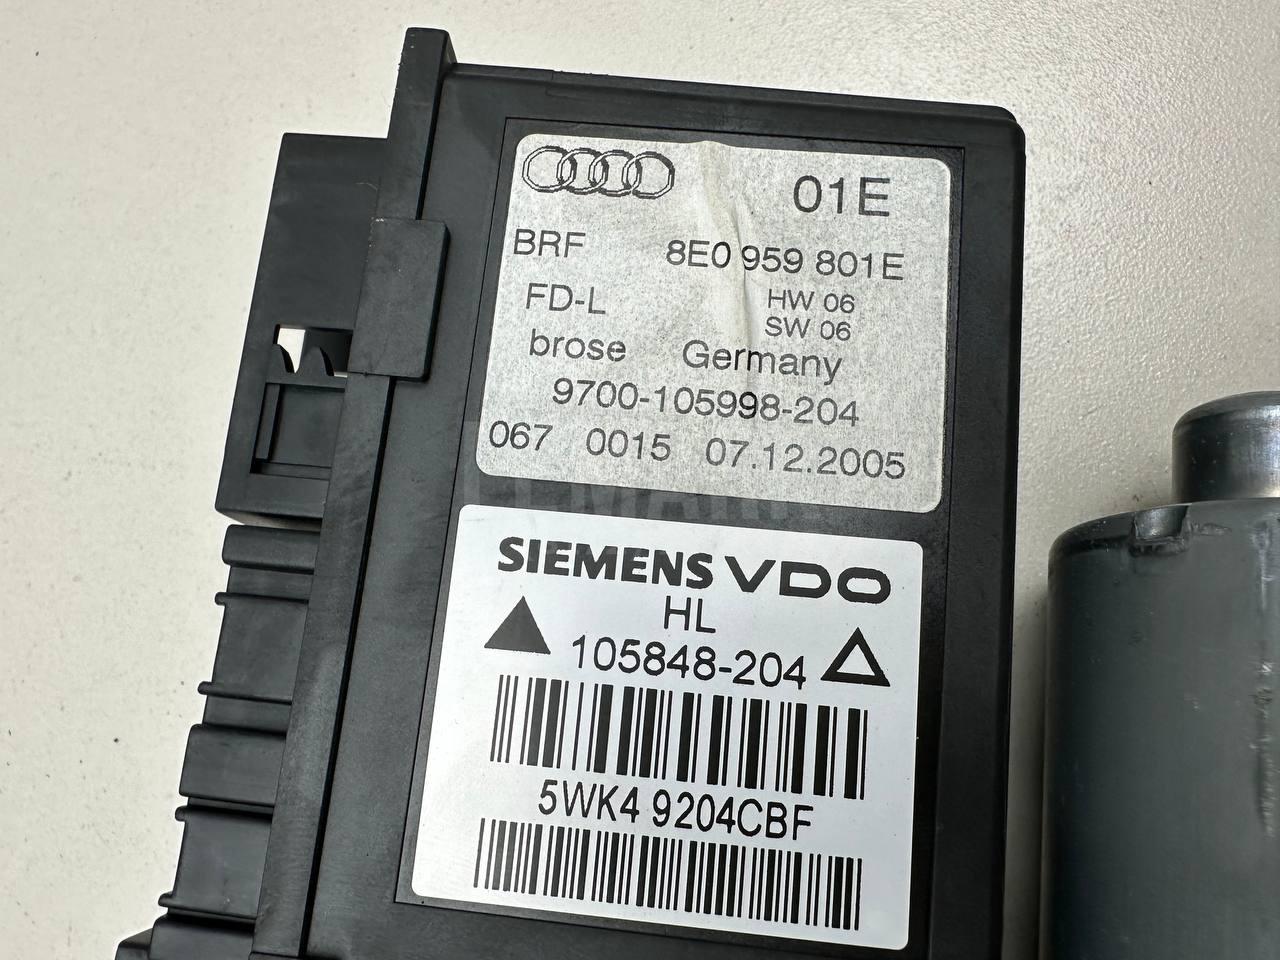 01E
BRF 8E0 959 801E
FD-L HW 06
SW 06
brose Germany
9700-105998-204
067 0015 07.12.2005
SIEMENS VDO
HL
105848-204
5WK4 9204CBF